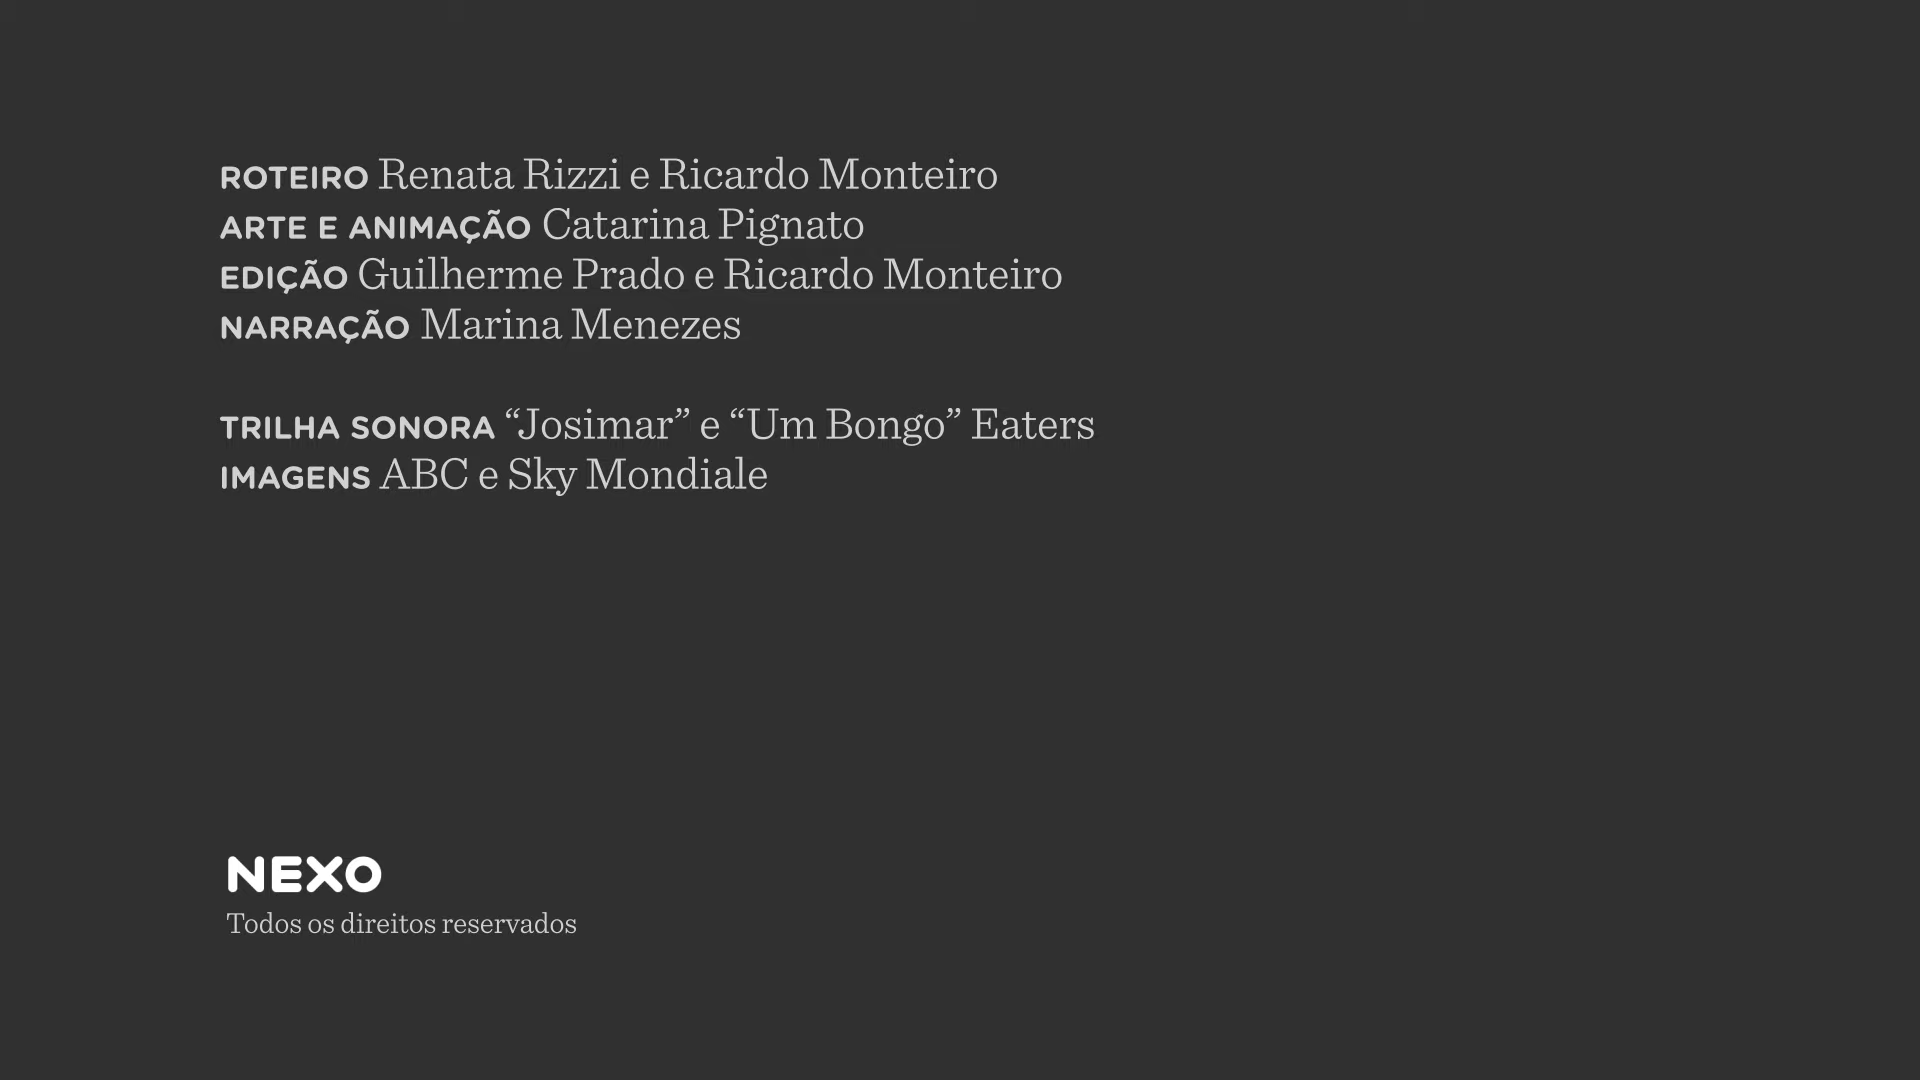 ROTEIRO Renata Rizzi e Ricardo Monteiro
ARTE E ANIMAÇÃO Catarina Pignato
EDIÇÃO Guilherme Prado e Ricardo Monteiro
NARRAÇÃO Marina Menezes
TRILHA SONORA “Josimar” e “Um Bongo” Eaters
IMAGENS ABC e Sky Mondiale
NEXO
Todos os direitos reservados